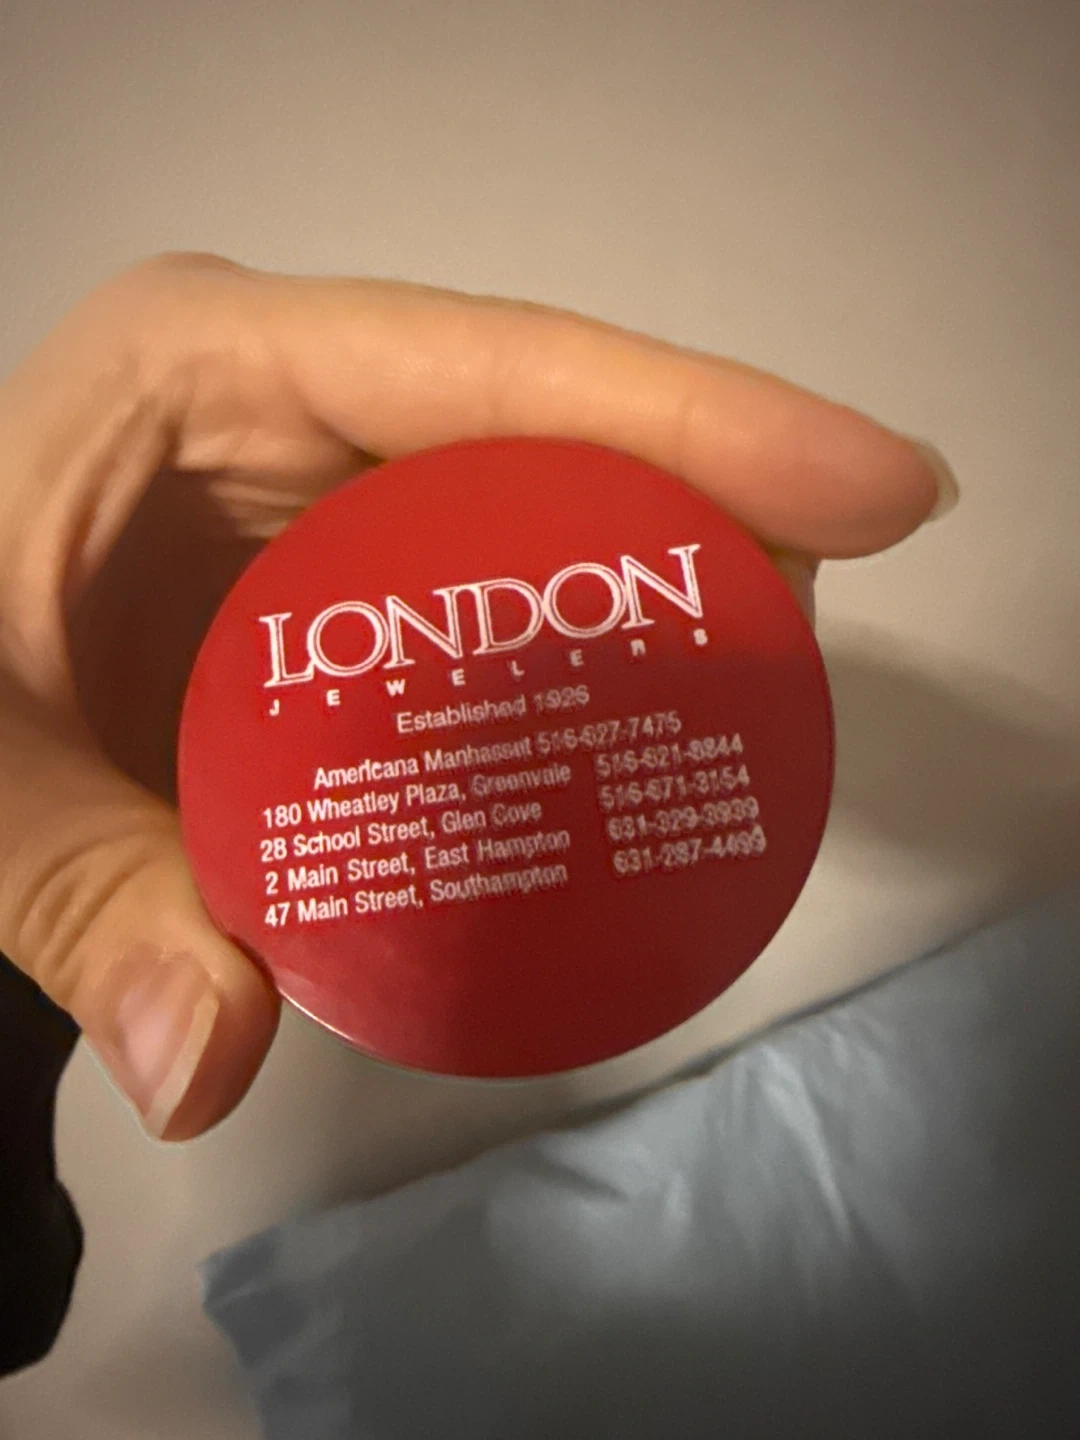 LONDON
JEWELERS
Established 1926
Americana Manhasset 516-627-7475
180 Wheatley Plaza, Greenvale 516-621-8844
28 School Street, Glen Cove 516-671-3154
2 Main Street, East Hampton 631-329-3939
47 Main Street, Southampton 631-287-4499